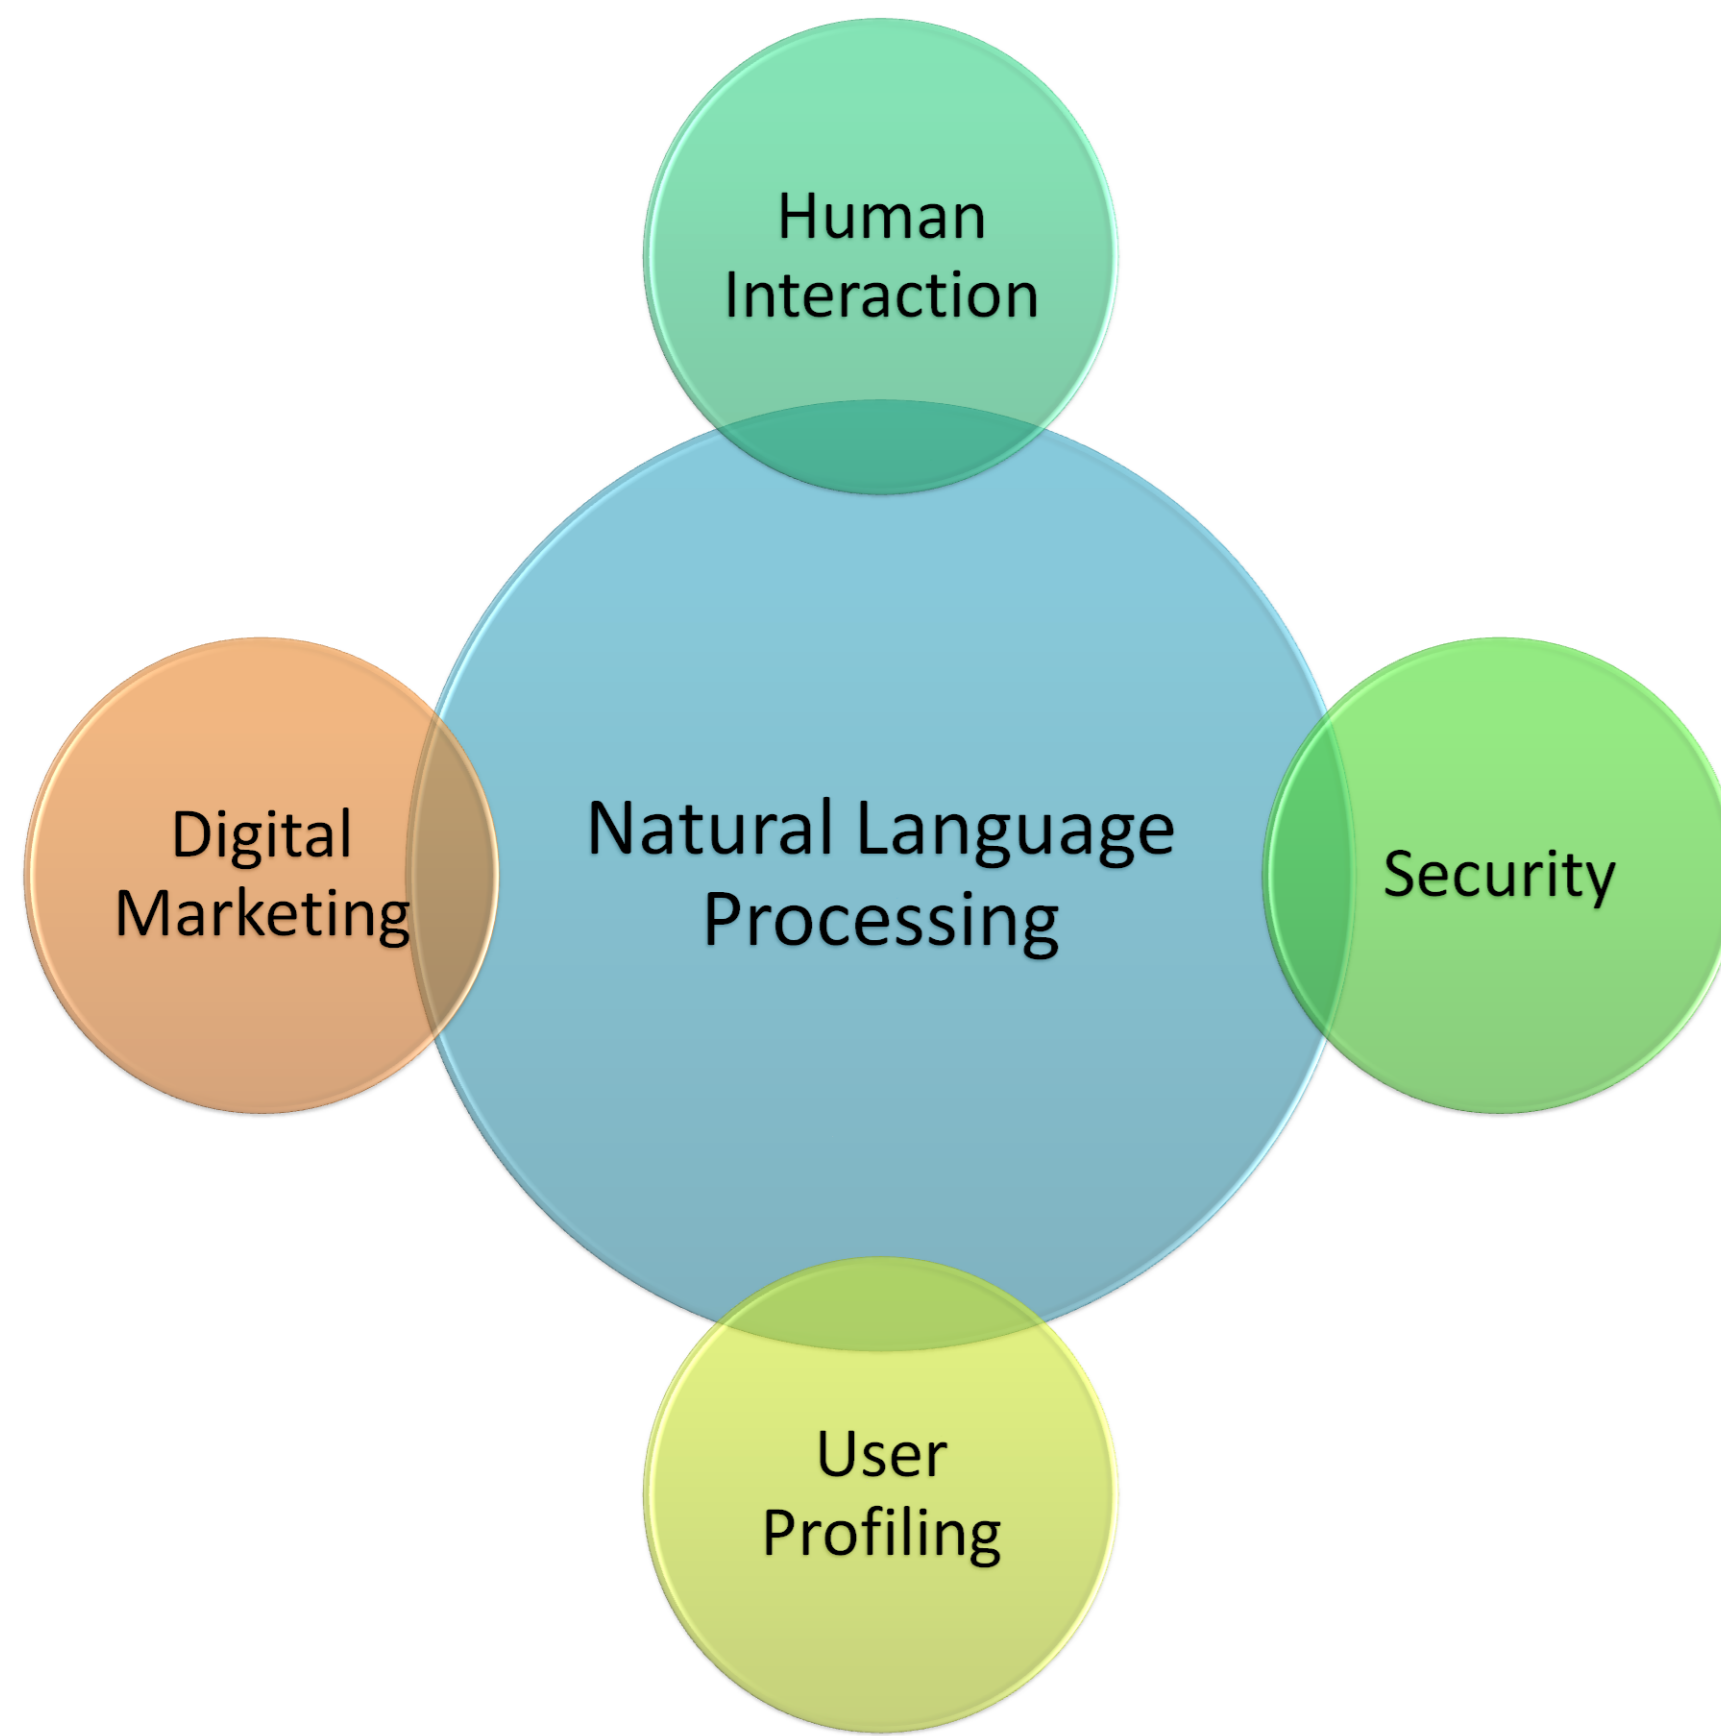 Human
Interaction
Digital
Marketing
Natural Language
Processing
Security
User
Profiling